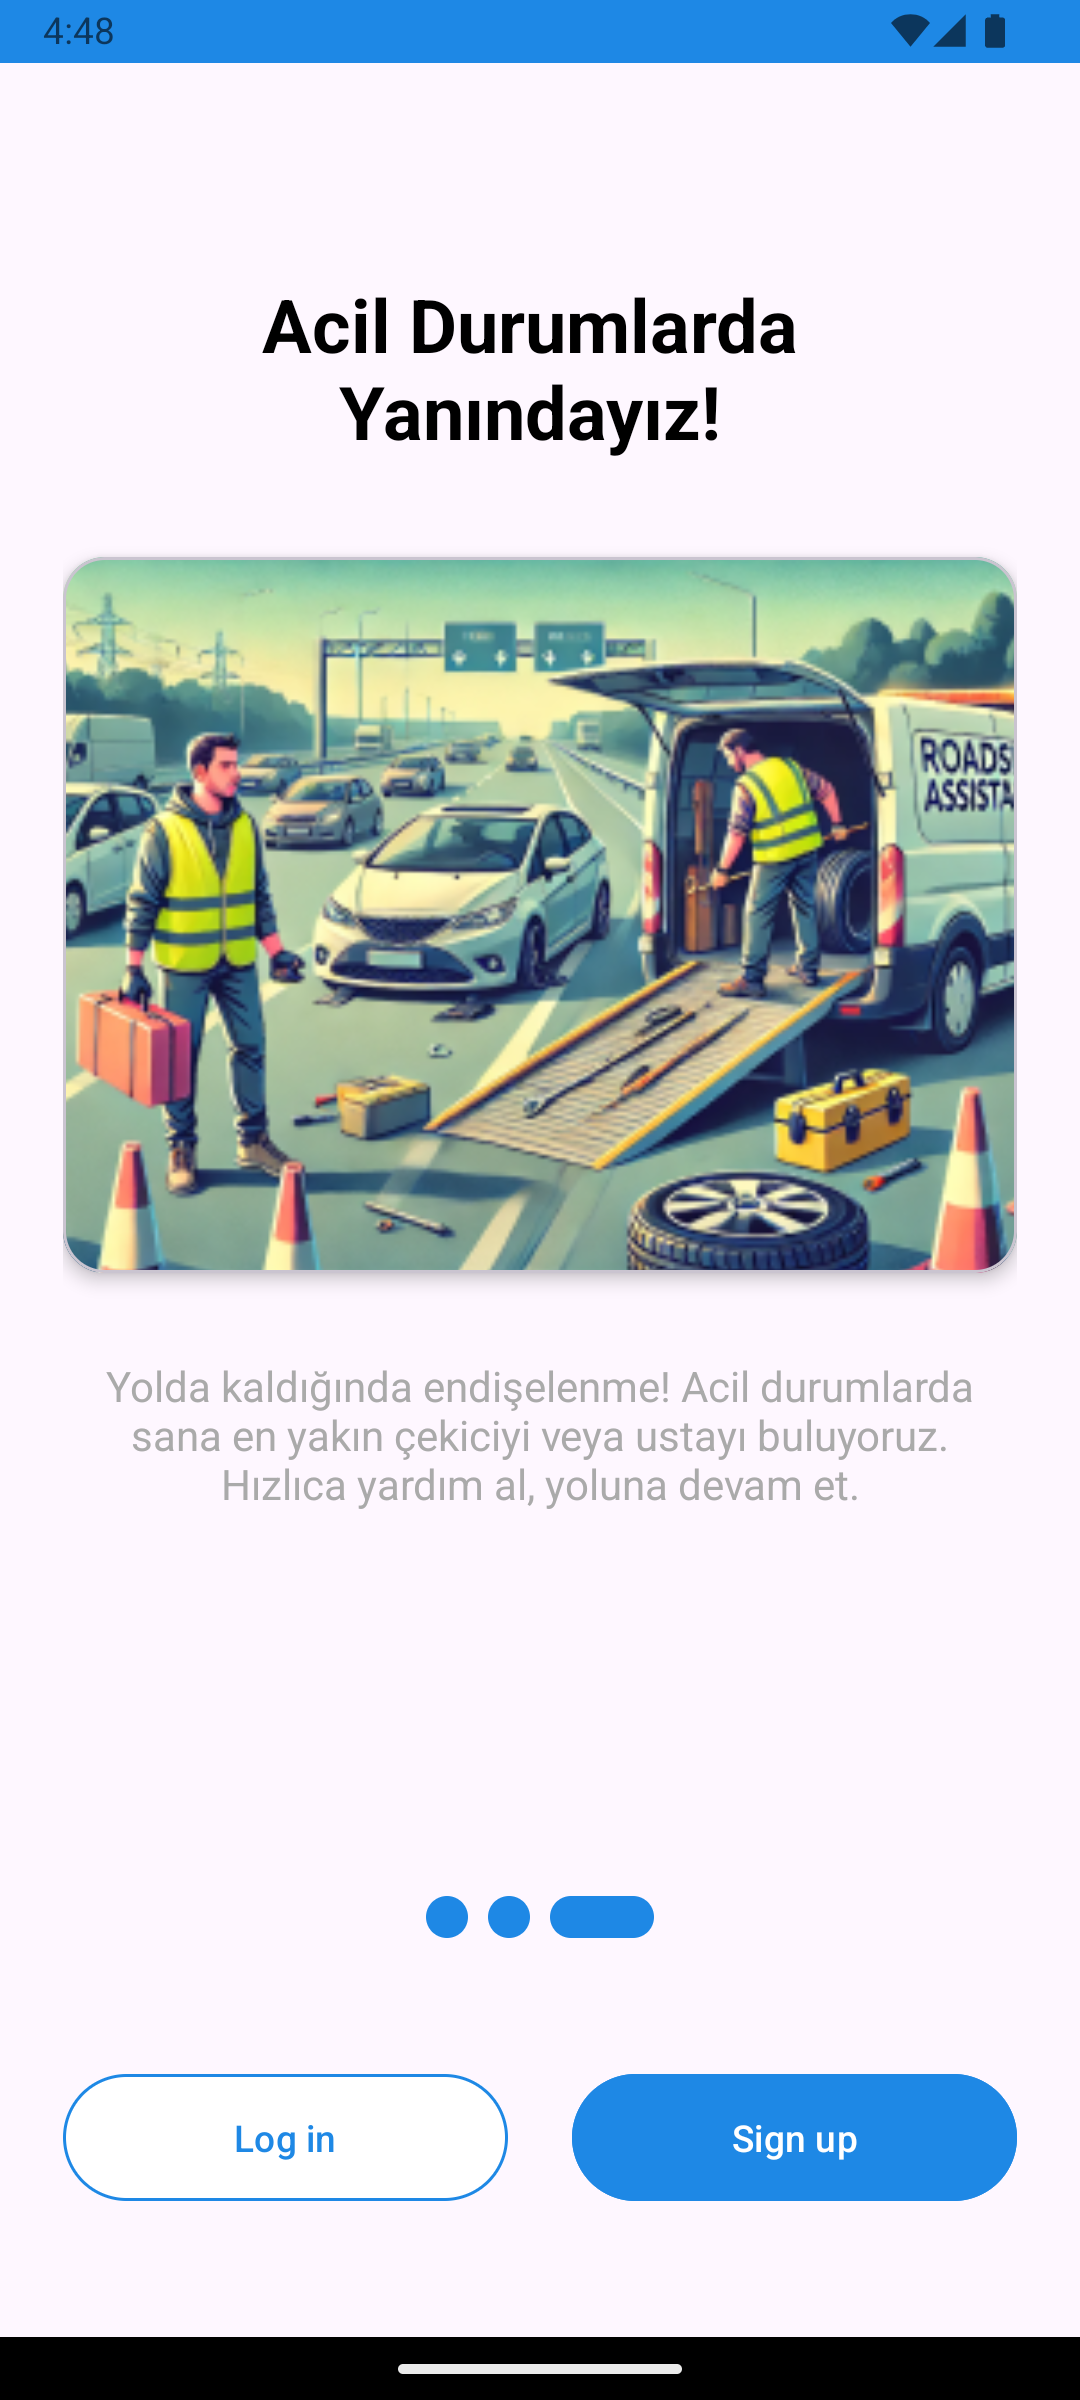 4:48
Acil Durumlarda
Yanındayız!
ROADS
ASSISTA
Yolda kaldığında endişelenme! Acil durumlarda
sana en yakın çekiciyi veya ustayı buluyoruz.
Hızlıca yardım al, yoluna devam et.
Log in
Sign up